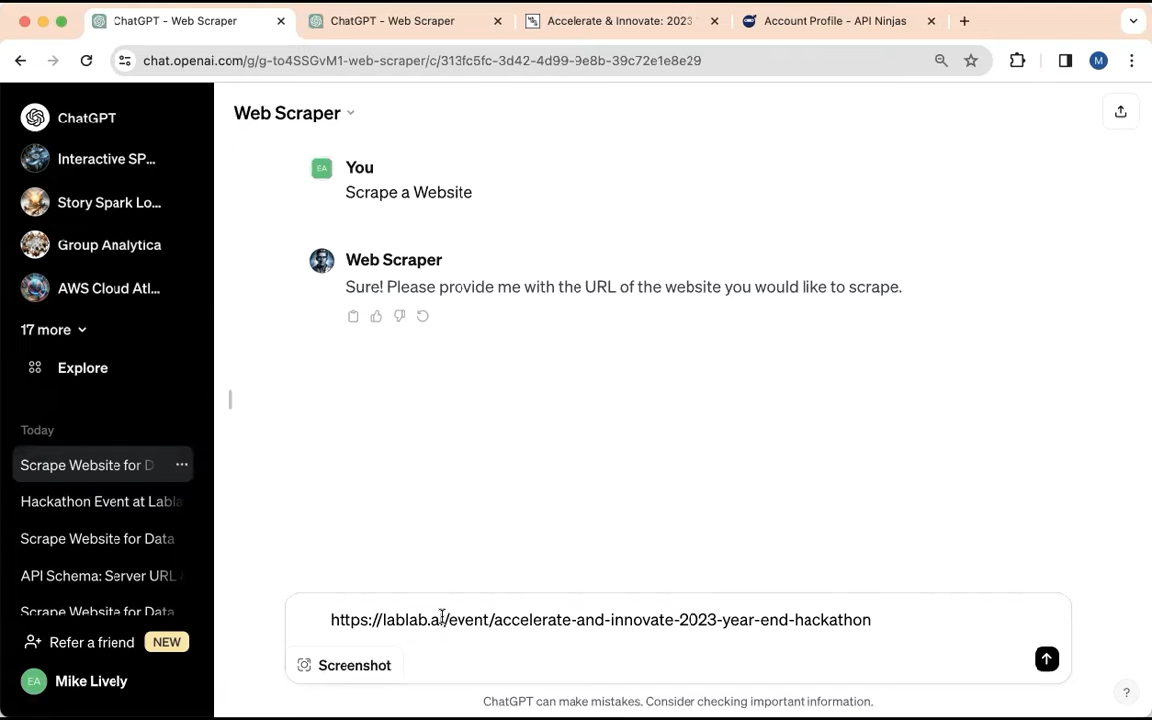 ChatGPT - Web Scraper
ChatGPT - Web Scraper
Accelerate & Innovate: 2023
Account Profile - API Ninjas
chat.openai.com/g/g-to4SSGvM1-web-scraper/c/313fc5fc-3d42-4d99-9e8b-39c72e1e8e29
M
ChatGPT
Interactive SP...
Story Spark Lo...
Group Analytica
AWS Cloud Atl...
17 more
Explore
Today
Scrape Website for D
Hackathon Event at Labla
Scrape Website for Data
API Schema: Server URL
Scrape Website for Data
Refer a friend NEW
EA Mike Lively
Web Scraper
EA You
Scrape a Website
Web Scraper
Sure! Please provide me with the URL of the website you would like to scrape.
https://lablab.ai/event/accelerate-and-innovate-2023-year-end-hackathon
Screenshot
ChatGPT can make mistakes. Consider checking important information.
?